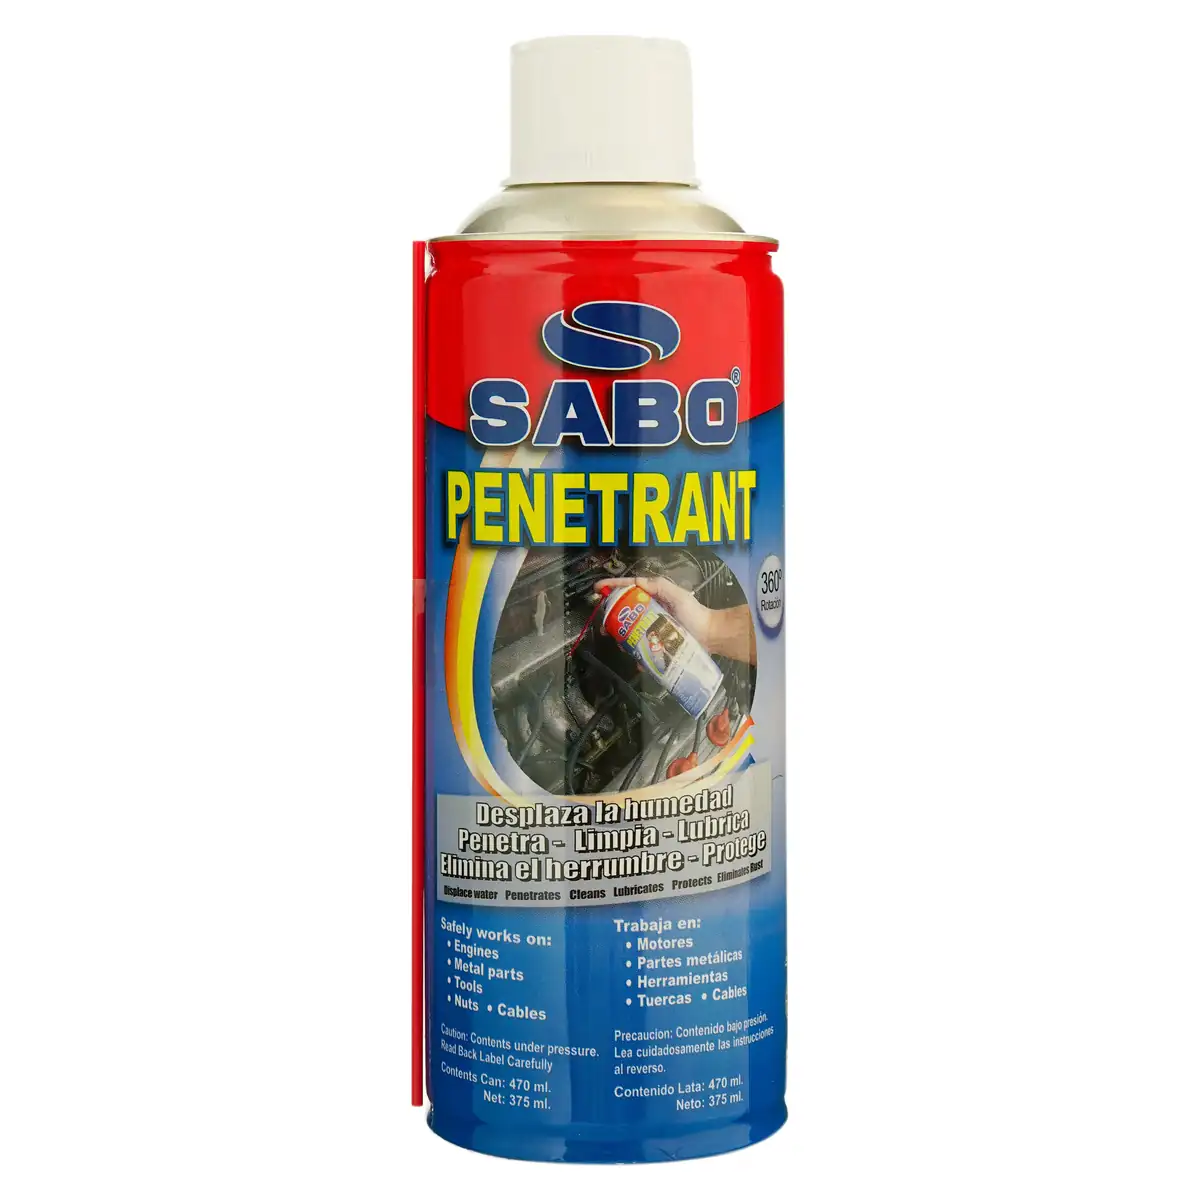 SABO®
PENETRANT
360º
Rotación
SABO
PENETRANT
Desplaza la humedad
Penetra - Limpia - Lubrica
Elimina el herrumbre - Protege
Displace water Penetrates Cleans Lubricates Protects Eliminates Rust
Safely works on:
• Engines
• Metal parts
• Tools
• Nuts • Cables
Caution: Contents under pressure.
Read Back Label Carefully
Contents Can: 470 ml.
Net: 375 ml.
Trabaja en:
• Motores
• Partes metálicas
• Herramientas
• Tuercas • Cables
Precaucion: Contenido bajo presión.
Lea cuidadosamente las instrucciones
al reverso.
Contenido Lata: 470 ml.
Neto: 375 ml.